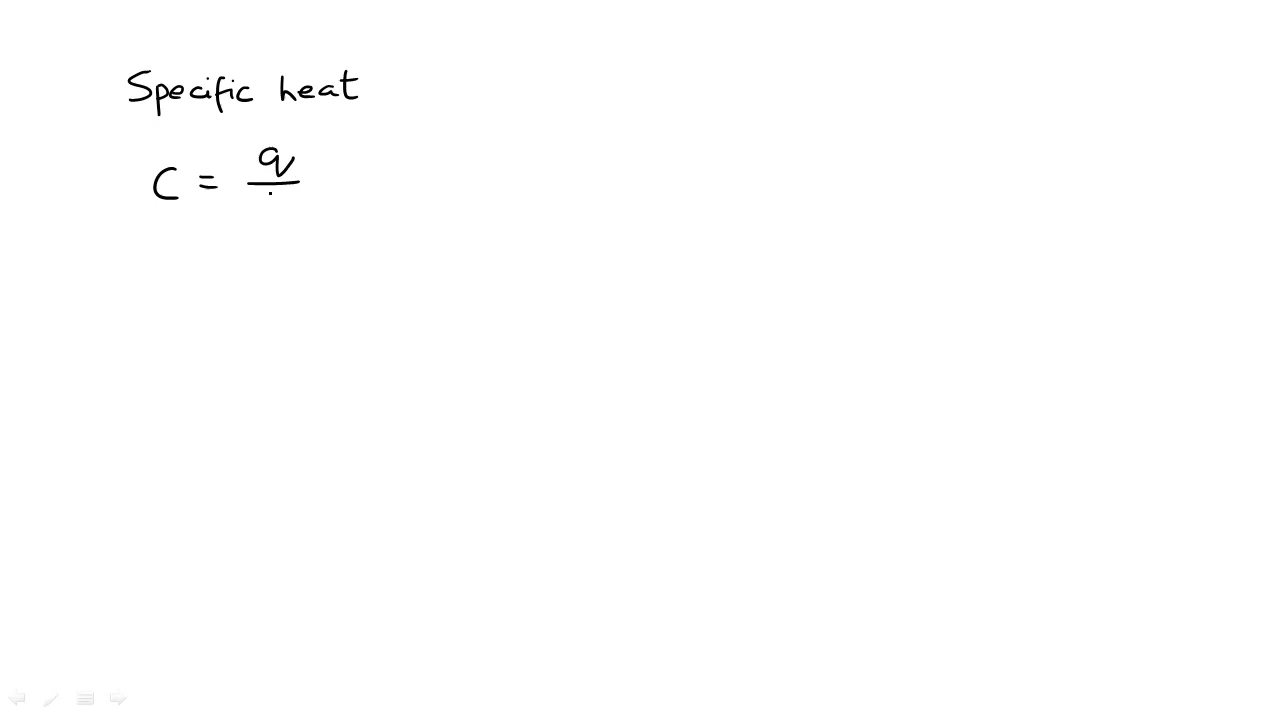 Specific heat
C = q/